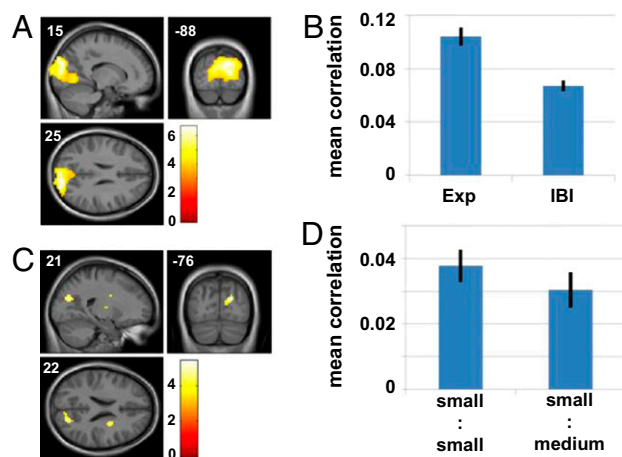 A
15
-88
25
6
4
2
0
B
mean correlation
0.12
0.08
0.04
0
Exp
IBI
C
21
-76
22
4
2
0
D
mean correlation
0.04
0.02
0
small
:
small
small
:
medium